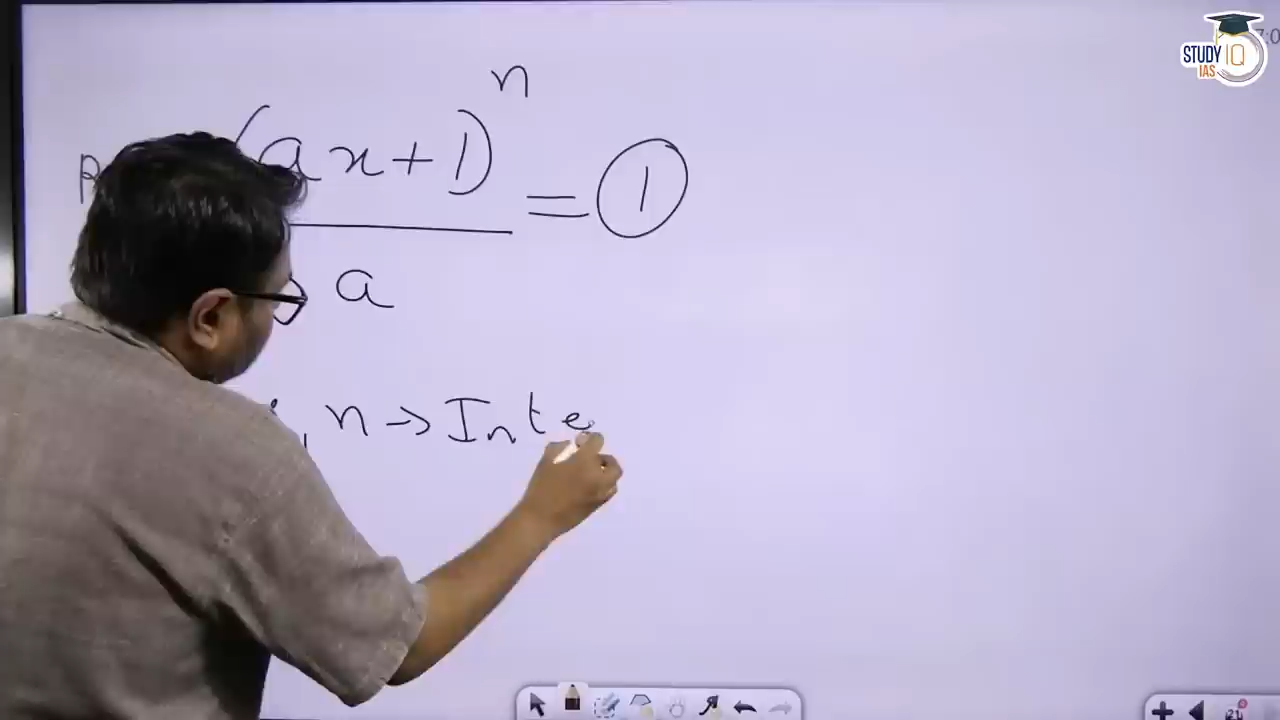 STUDY IQ
IAS
n
(ax+1)
= 1
a
, n → Inte